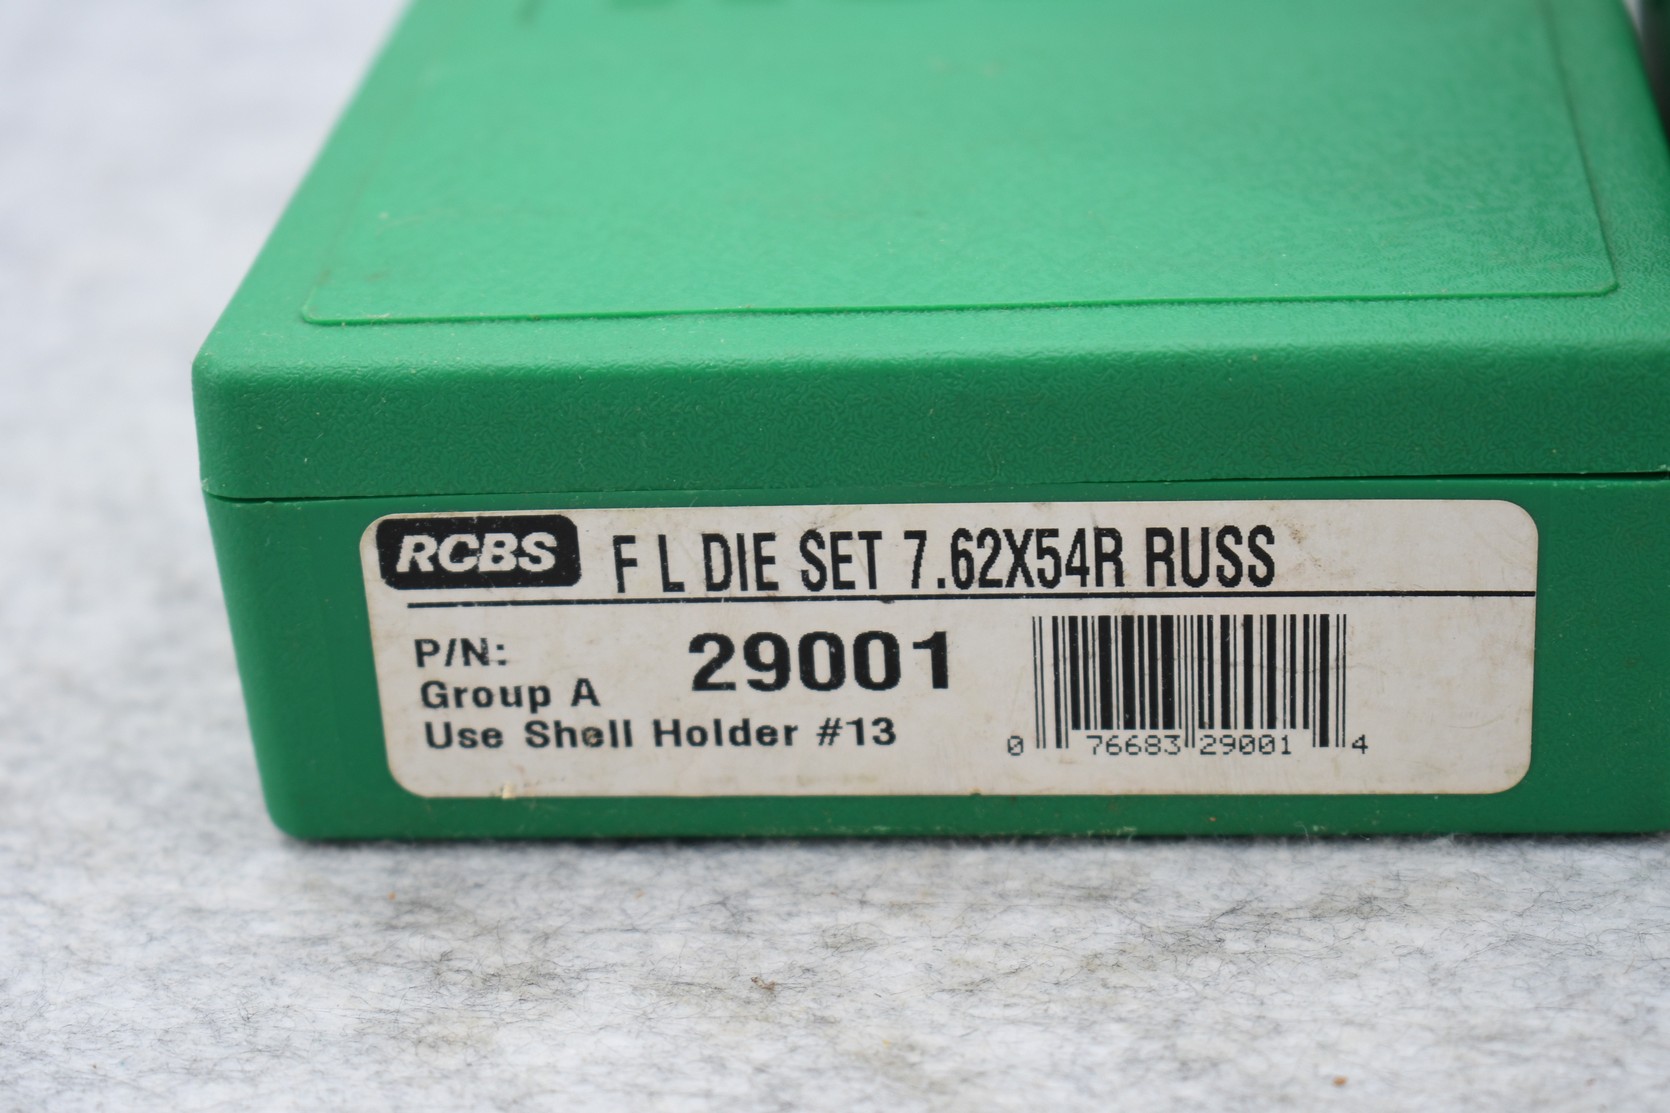 RCBS F L DIE SET 7.62X54R RUSS
P/N: 29001
Group A
Use Shell Holder #13
0 76683 29001 4